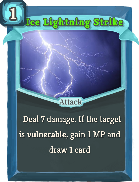 1
Ice Lightning Strike
Attack
Deal 7 damage. If the target
is vulnerable, gain 1 MP and
draw 1 card